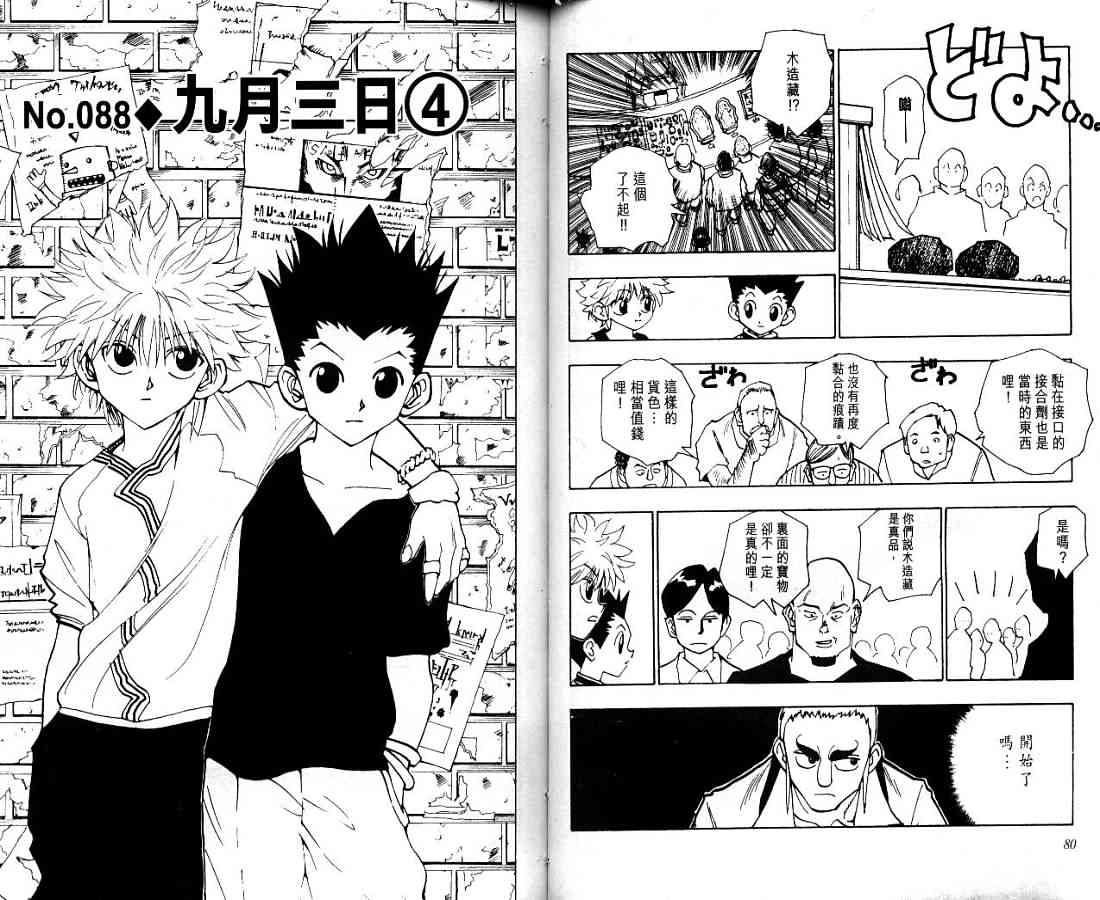 どよ...
嗡─
木造藏!?
這個
了不起!!
黏在接口的
接合劑也是
當時的東西
哩！
ざわ
也沒有再度
黏合的痕蹟。
ざわ
這樣的
貨色…
相當值錢
哩！
是嗎？
你們說木造藏
是真品，
裏面的寶物
卻不一定
是真的哩！
開始了
嗎…
80
No.088◆九月三日④